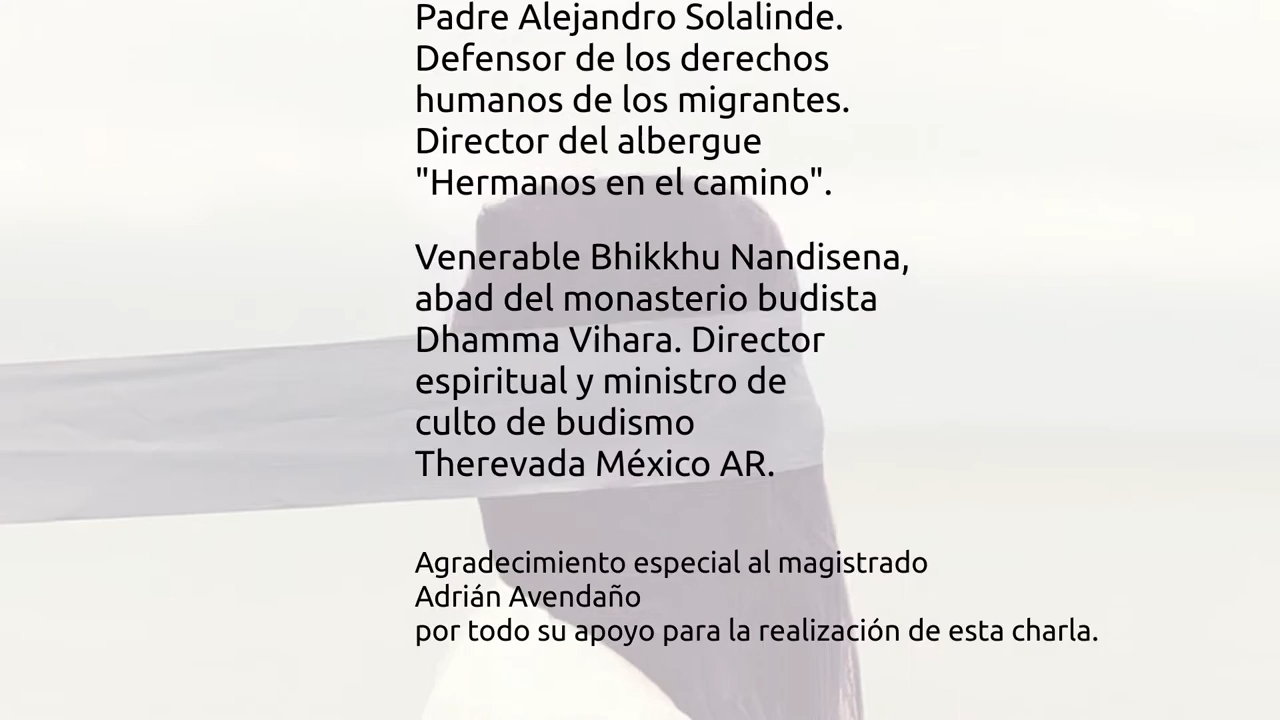 Padre Alejandro Solalinde.
Defensor de los derechos
humanos de los migrantes.
Director del albergue
"Hermanos en el camino".
Venerable Bhikkhu Nandisena,
abad del monasterio budista
Dhamma Vihara. Director
espiritual y ministro de
culto de budismo
Therevada México AR.
Agradecimiento especial al magistrado
Adrián Avendaño
por todo su apoyo para la realización de esta charla.